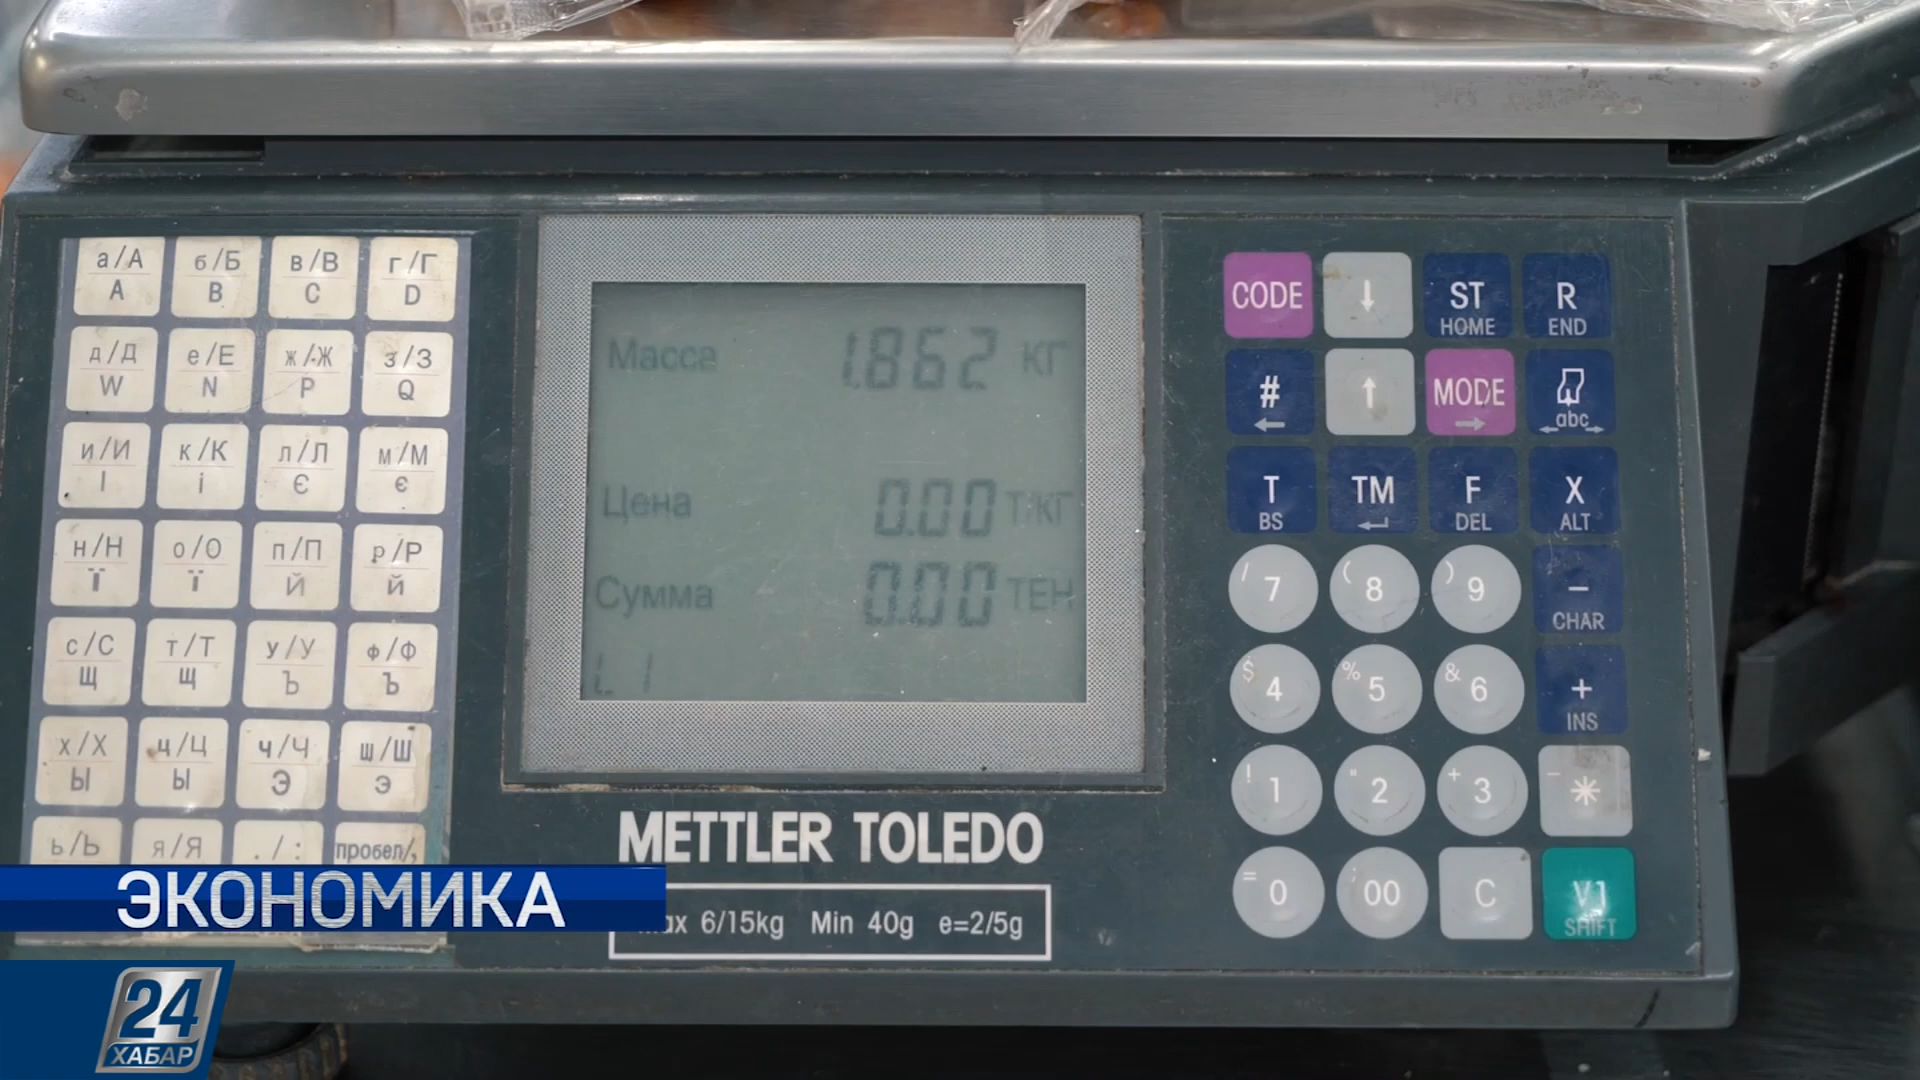 а/А б/Б в/В г/Г
A B C D
д/Д е/Е ж/Ж з/З
W N P Q
и/И к/К л/Л м/М
І і Є є
н/Н о/О п/П р/Р
Ї ї Й й
с/С т/Т у/У ф/Ф
Щ щ Ъ ъ
х/Х ц/Ц ч/Ч ш/Ш
Ы ы Э э
ь/Ь я/Я ./: пробел/,
Масса 1.862 КГ
Цена 0.00 Т/КГ
Сумма 0.00 ТЕН
CODE ↓ ST R
HOME END
# ↑ MODE
← → abc
T TM F X
BS DEL ALT
/ 7 ( 8 ) 9 −
CHAR
$ 4 % 5 & 6 +
INS
! 1 " 2 + 3 *
= 0 ; 00 C
SHIFT
METTLER TOLEDO
6/15kg Min 40g e=2/5g
ЭКОНОМИКА
24
ХАБАР